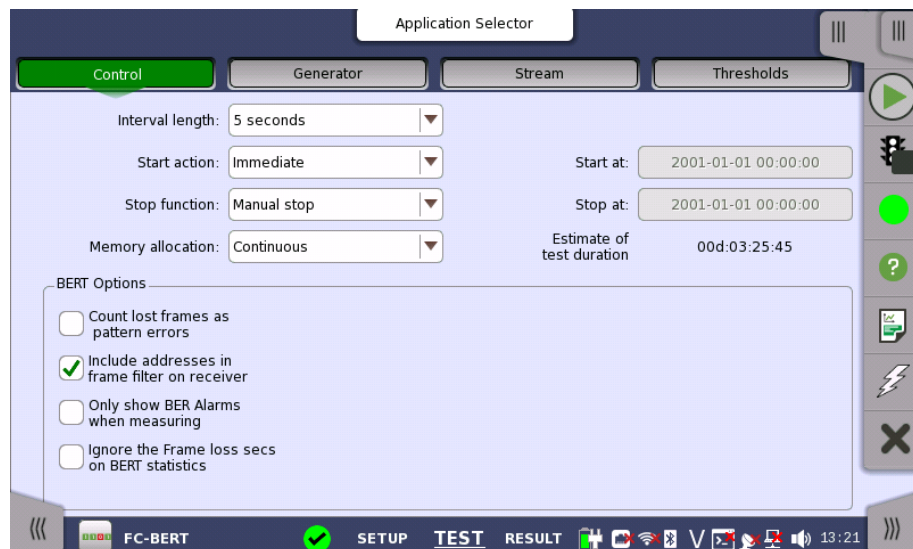 Application Selector
Control
Generator
Stream
Thresholds
Interval length:
5 seconds
Start action:
Immediate
Start at:
2001-01-01 00:00:00
Stop function:
Manual stop
Stop at:
2001-01-01 00:00:00
Memory allocation:
Continuous
Estimate of
test duration
00d:03:25:45
BERT Options
Count lost frames as
pattern errors
Include addresses in
frame filter on receiver
Only show BER Alarms
when measuring
Ignore the Frame loss secs
on BERT statistics
FC-BERT
SETUP
TEST
RESULT
V
13:21